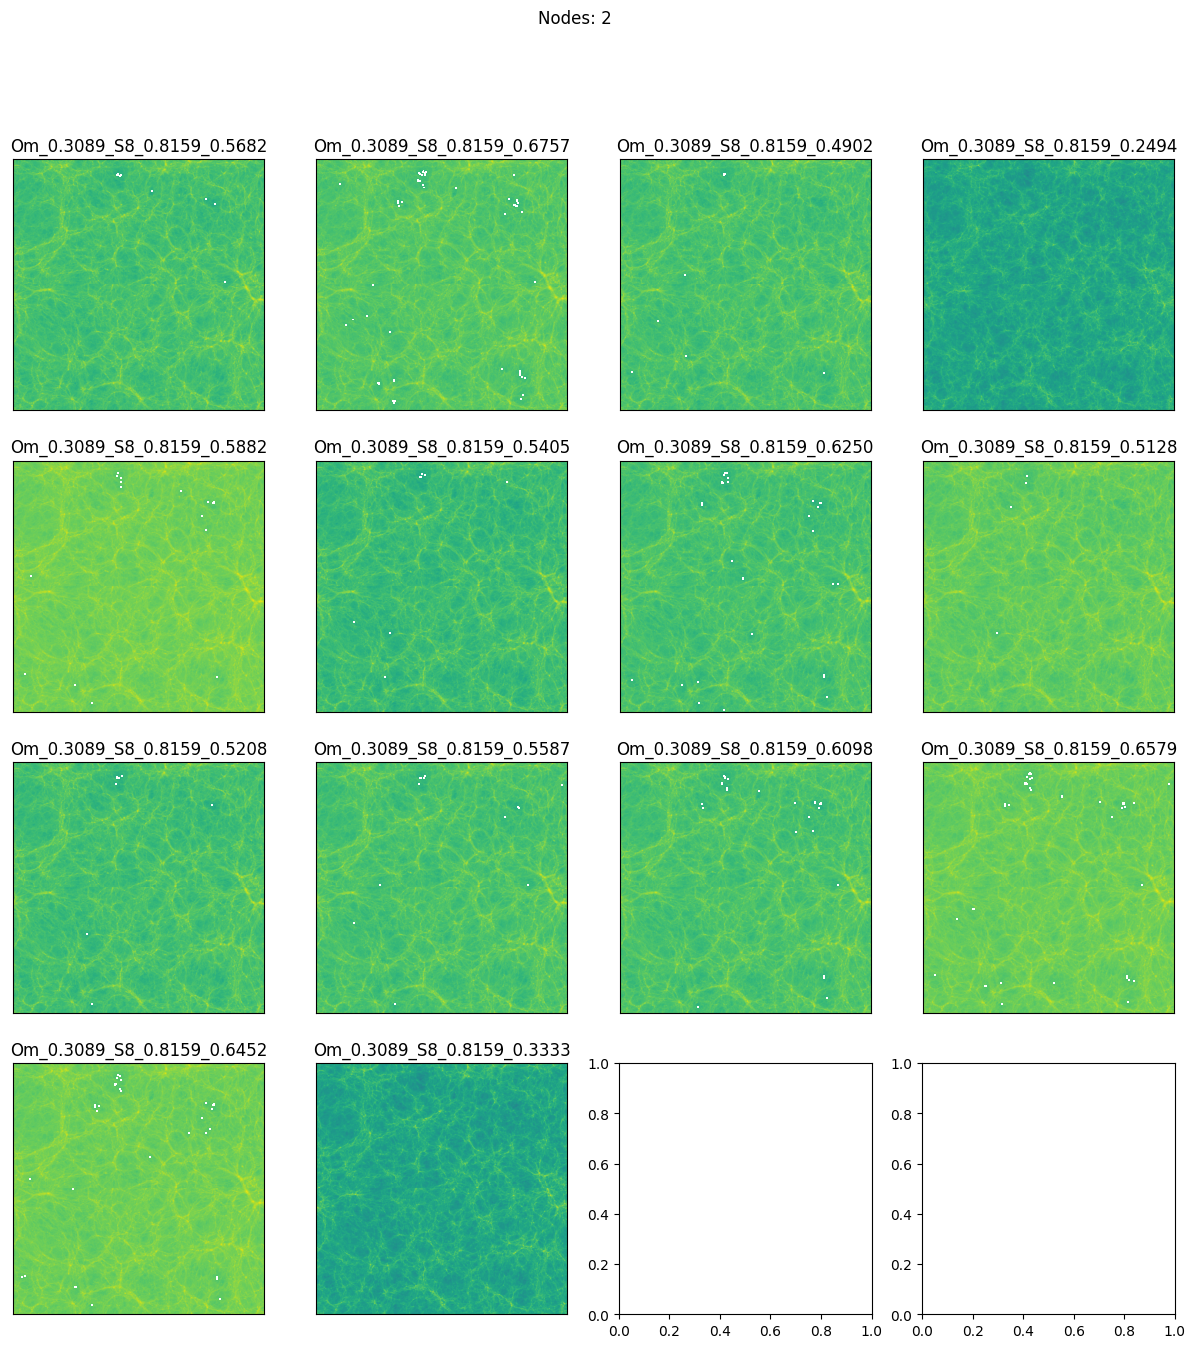 Nodes: 2
Om_0.3089_S8_0.8159_0.5682
Om_0.3089_S8_0.8159_0.6757
Om_0.3089_S8_0.8159_0.4902
Om_0.3089_S8_0.8159_0.2494
Om_0.3089_S8_0.8159_0.5882
Om_0.3089_S8_0.8159_0.5405
Om_0.3089_S8_0.8159_0.6250
Om_0.3089_S8_0.8159_0.5128
Om_0.3089_S8_0.8159_0.5208
Om_0.3089_S8_0.8159_0.5587
Om_0.3089_S8_0.8159_0.6098
Om_0.3089_S8_0.8159_0.6579
Om_0.3089_S8_0.8159_0.6452
Om_0.3089_S8_0.8159_0.3333
1.0
0.8
0.6
0.4
0.2
0.0
0.0 0.2 0.4 0.6 0.8 1.0
1.0
0.8
0.6
0.4
0.2
0.0
0.0 0.2 0.4 0.6 0.8 1.0